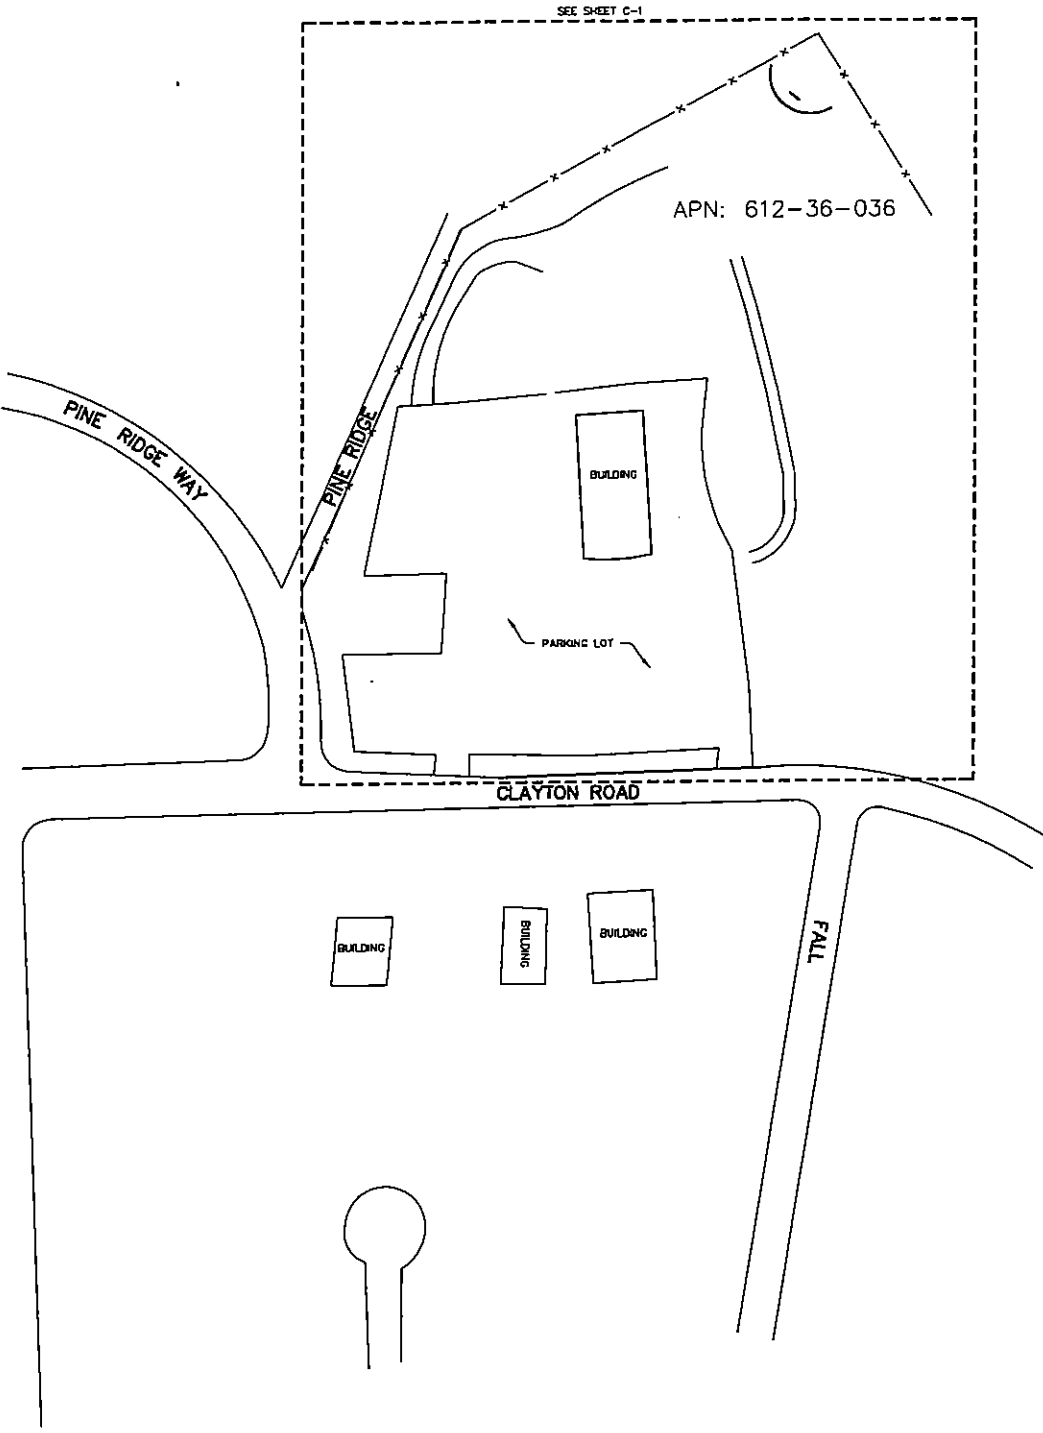 SEE SHEET C-1
APN: 612-36-036
PINE RIDGE WAY
PINE RIDGE
BUILDING
PARKING LOT
CLAYTON ROAD
BUILDING
BUILDING
BUILDING
FALL